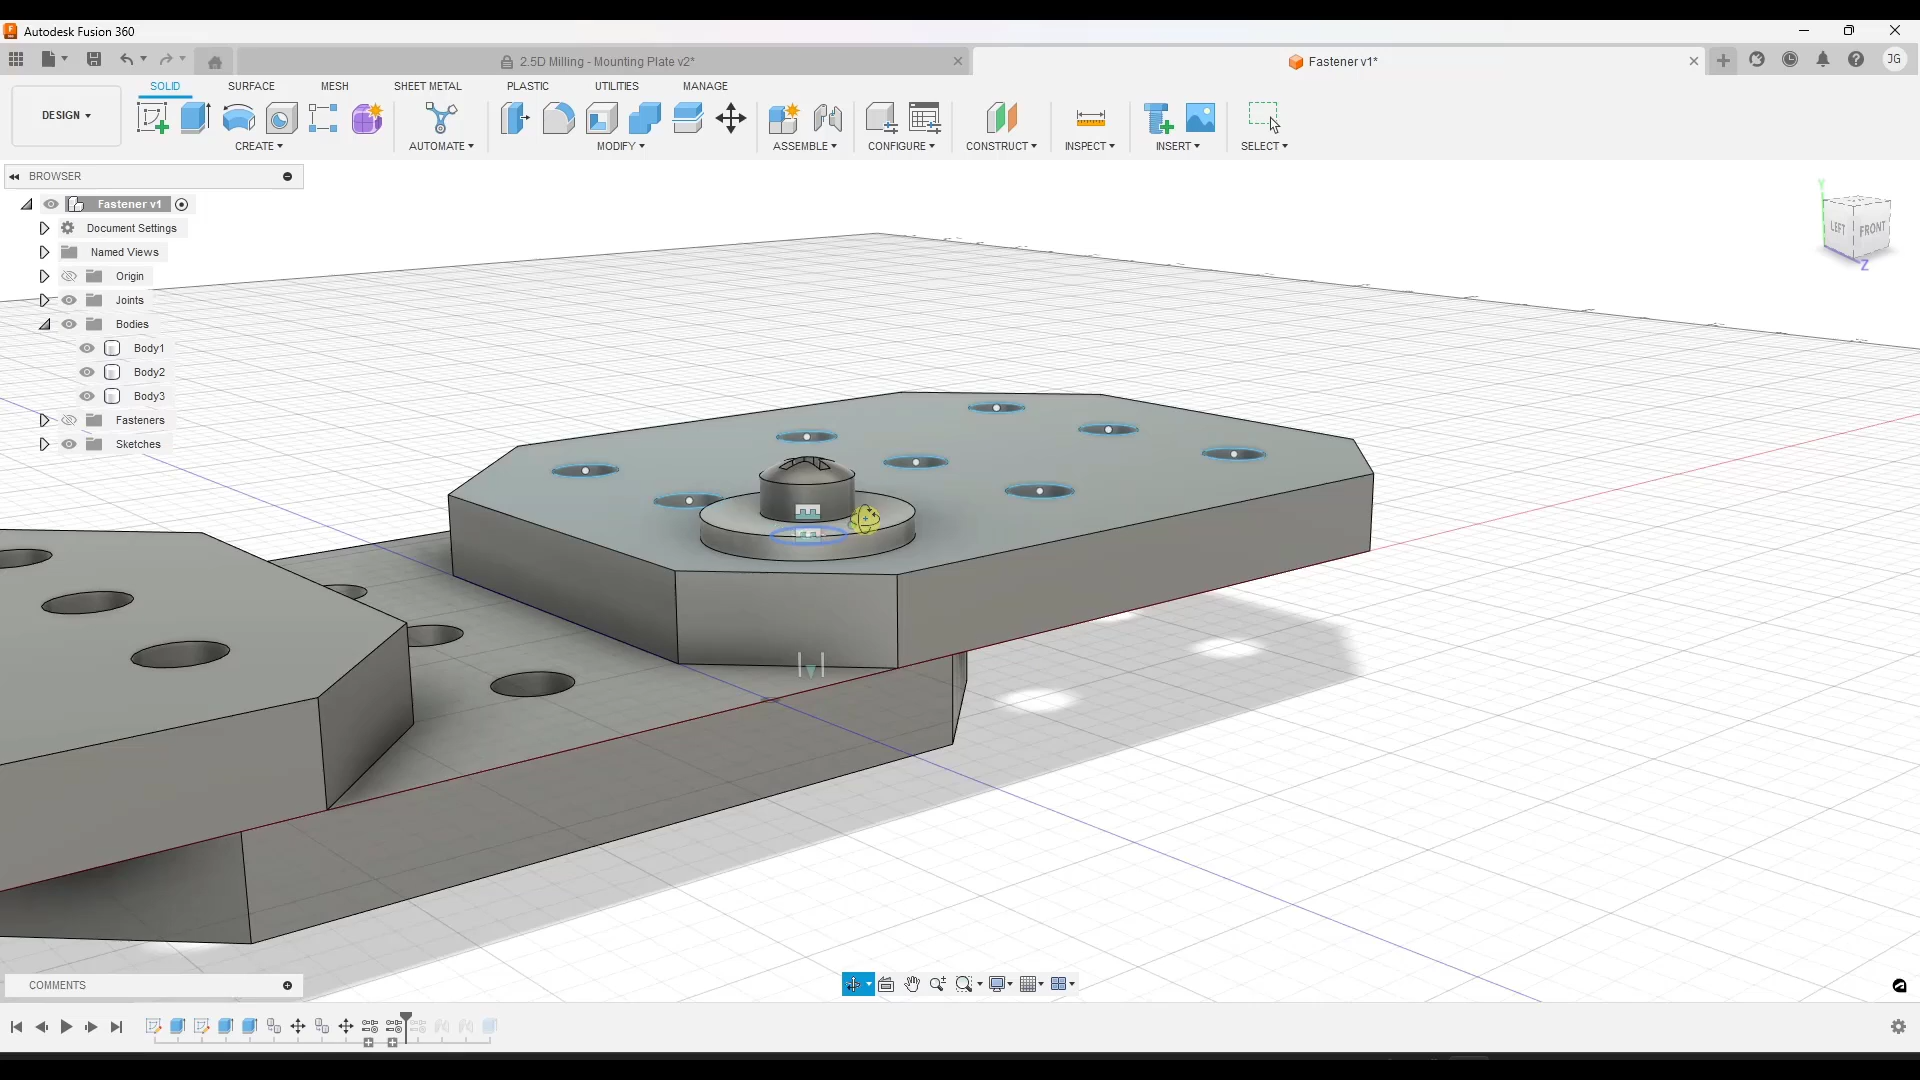 Autodesk Fusion 360
2.5D Milling - Mounting Plate v2*
Fastener v1*
JG
SOLID
SURFACE
MESH
SHEET METAL
PLASTIC
UTILITIES
MANAGE
DESIGN
CREATE
AUTOMATE
MODIFY
ASSEMBLE
CONFIGURE
CONSTRUCT
INSPECT
INSERT
SELECT
BROWSER
Fastener v1
Document Settings
Named Views
Origin
Joints
Bodies
Body1
Body2
Body3
Fasteners
Sketches
Y
LEFT
FRONT
Z
COMMENTS